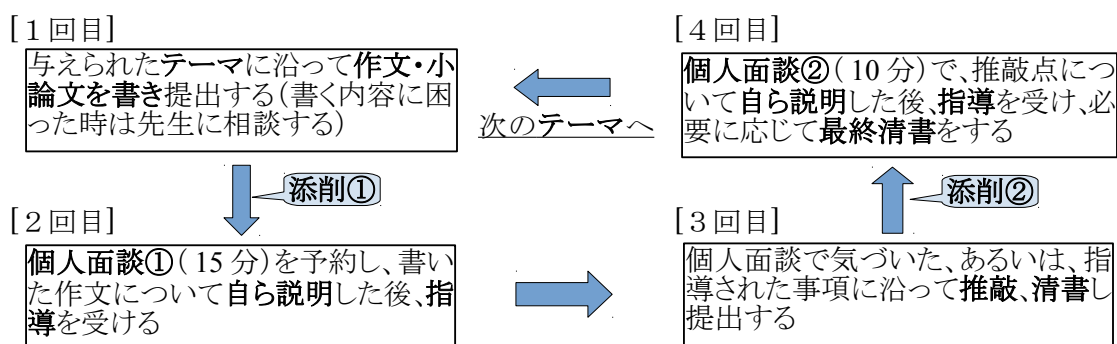 [１回目]
与えられたテーマに沿って作文・小
論文を書き提出する(書く内容に困
った時は先生に相談する)
添削①
[２回目]
個人面談①(15分)を予約し、書い
た作文について自ら説明した後、指
導を受ける
[３回目]
個人面談で気づいた、あるいは、指
導された事項に沿って推敲、清書し
提出する
添削②
[４回目]
個人面談②(10分)で、推敲点につ
いて自ら説明した後、指導を受け、必
要に応じて最終清書をする
次のテーマへ